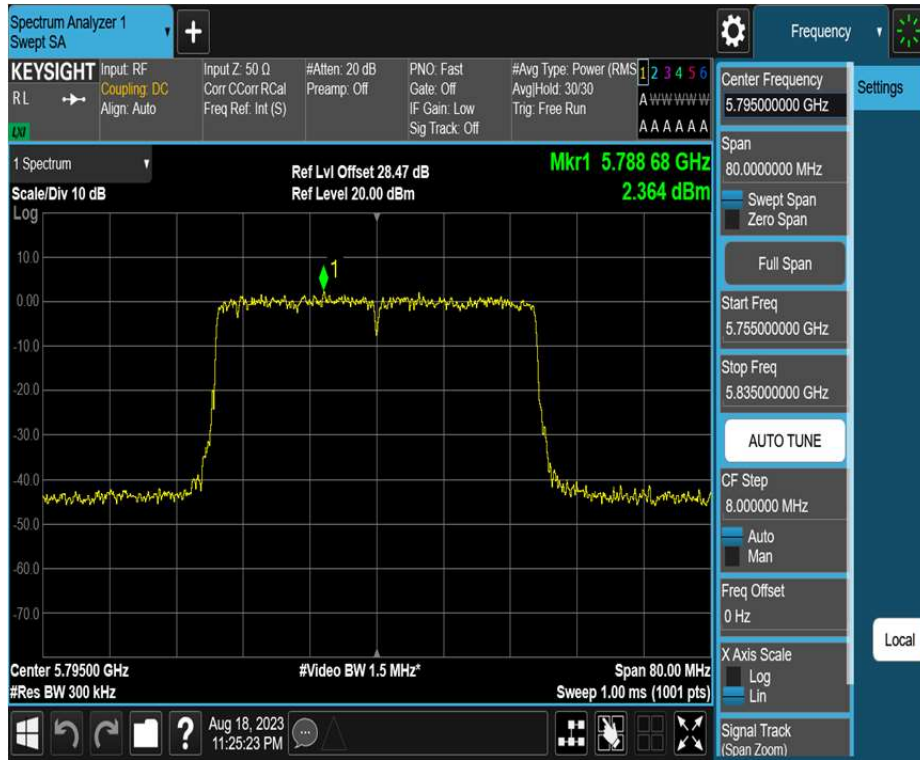 Spectrum Analyzer 1
Swept SA
+
Frequency
KEYSIGHT
RL
LXI
Input: RF
Coupling: DC
Align: Auto
Input Z: 50 Ω
Corr CCorr RCal
Freq Ref: Int (S)
#Atten: 20 dB
Preamp: Off
PNO: Fast
Gate: Off
IF Gain: Low
Sig Track: Off
#Avg Type: Power (RMS
Avg|Hold: 30/30
Trig: Free Run
1 2 3 4 5 6
A W W W W W
A A A A A A
Center Frequency
5.795000000 GHz
Settings
Span
80.0000000 MHz
Swept Span
Zero Span
Full Span
Start Freq
5.755000000 GHz
Stop Freq
5.835000000 GHz
AUTO TUNE
CF Step
8.000000 MHz
Auto
Man
Freq Offset
0 Hz
X Axis Scale
Log
Lin
Signal Track
(Span Zoom)
Local
1 Spectrum
Scale/Div 10 dB
Log
Ref Lvl Offset 28.47 dB
Ref Level 20.00 dBm
Mkr1 5.788 68 GHz
2.364 dBm
1
10.0
0.00
-10.0
-20.0
-30.0
-40.0
-50.0
-60.0
-70.0
Center 5.79500 GHz
#Res BW 300 kHz
#Video BW 1.5 MHz*
Span 80.00 MHz
Sweep 1.00 ms (1001 pts)
?
Aug 18, 2023
11:25:23 PM